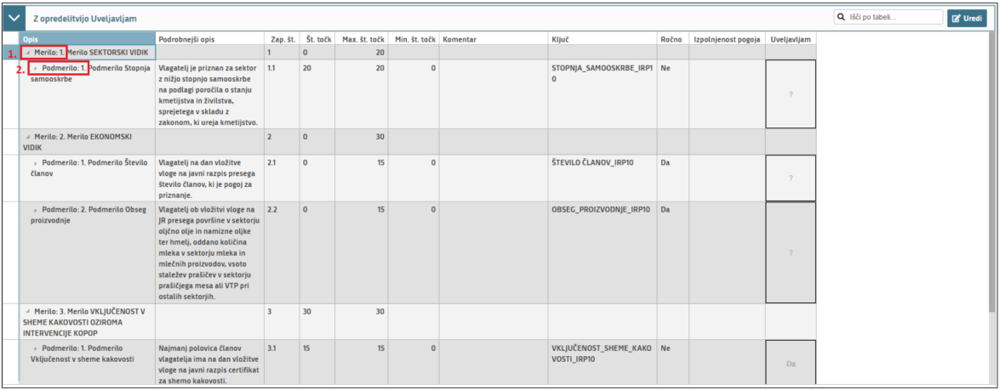 Z opredelitvijo Uveljavljam
Išči po tabeli...
Uredi
Opis Podrobnejši opis Zap. št. Št. točk Max. št. točk Min. št. točk Komentar Ključ Ročno Izpolnjenost pogoja Uveljavljam
1. Merilo: 1. Merilo SEKTORSKI VIDIK 1 0 20
2. Podmerilo: 1. Podmerilo Stopnja samooskrbe
Vlagatelj je priznan za sektor
z nižjo stopnjo samooskrbe
na podlagi poročila o stanju
kmetijstva in živilstva,
sprejetega v skladu z
zakonom, ki ureja kmetijstvo.
1.1 20 20 0
STOPNJA_SAMOOSKRBE_IRP1
0
Ne
?
Merilo: 2. Merilo EKONOMSKI
VIDIK
2 0 30
Podmerilo: 1. Podmerilo Število
članov
Vlagatelj na dan vložitve
vloge na javni razpis presega
število članov, ki je pogoj za
priznanje.
2.1 0 15 0
ŠTEVILO ČLANOV_IRP10
Da
?
Podmerilo: 2. Podmerilo Obseg
proizvodnje
Vlagatelj ob vložitvi vloge na
JR presega površine v sektorju
oljčno olje in namizne oljke
ter hmelj, oddano količina
mleka v sektorju mleka in
mlečnih proizvodov, vsoto
stalež​ev prašičev v sektorju
prašičjega mesa ali VTP pri
ostalih sektorjih.
2.2 0 15 0
OBSEG_PROIZVODNJE_IRP10
Da
?
Merilo: 3. Merilo VKLJUČENOST V
SHEME KAKOVOSTI OZIROMA
INTERVENCIJE KOPOP
3 30 30
Podmerilo: 1. Podmerilo
Vključenost v sheme kakovosti
Najmanj polovica članov
vlagatelja ima na dan vložitve
vloge na javni razpis certifikat
za shemo kakovosti.
3.1 15 15 0
VKLJUČENOST_SHEME_KAKO
VOSTI_IRP10
Ne
Da